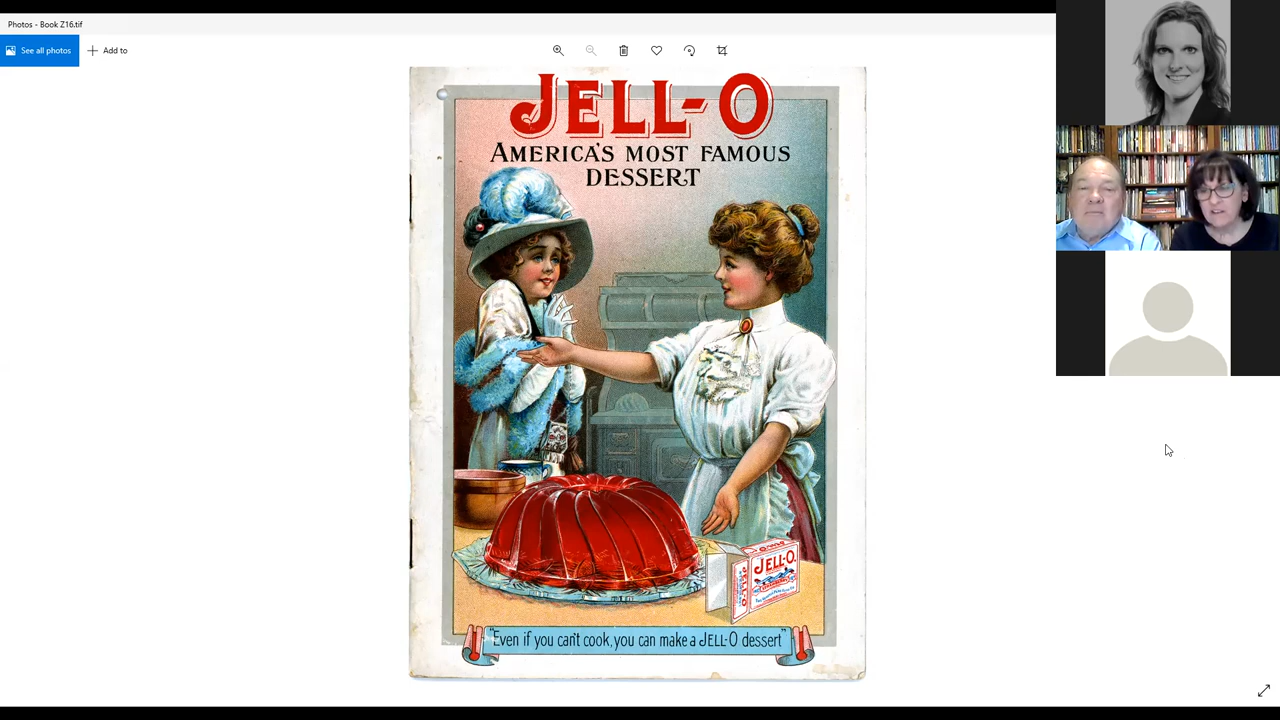 Photos - Book Z16.tif
See all photos
Add to
JELL-O
AMERICA'S MOST FAMOUS
DESSERT
JELL-O
JELL-O
"Even if you can't cook, you can make a JELL-O dessert"